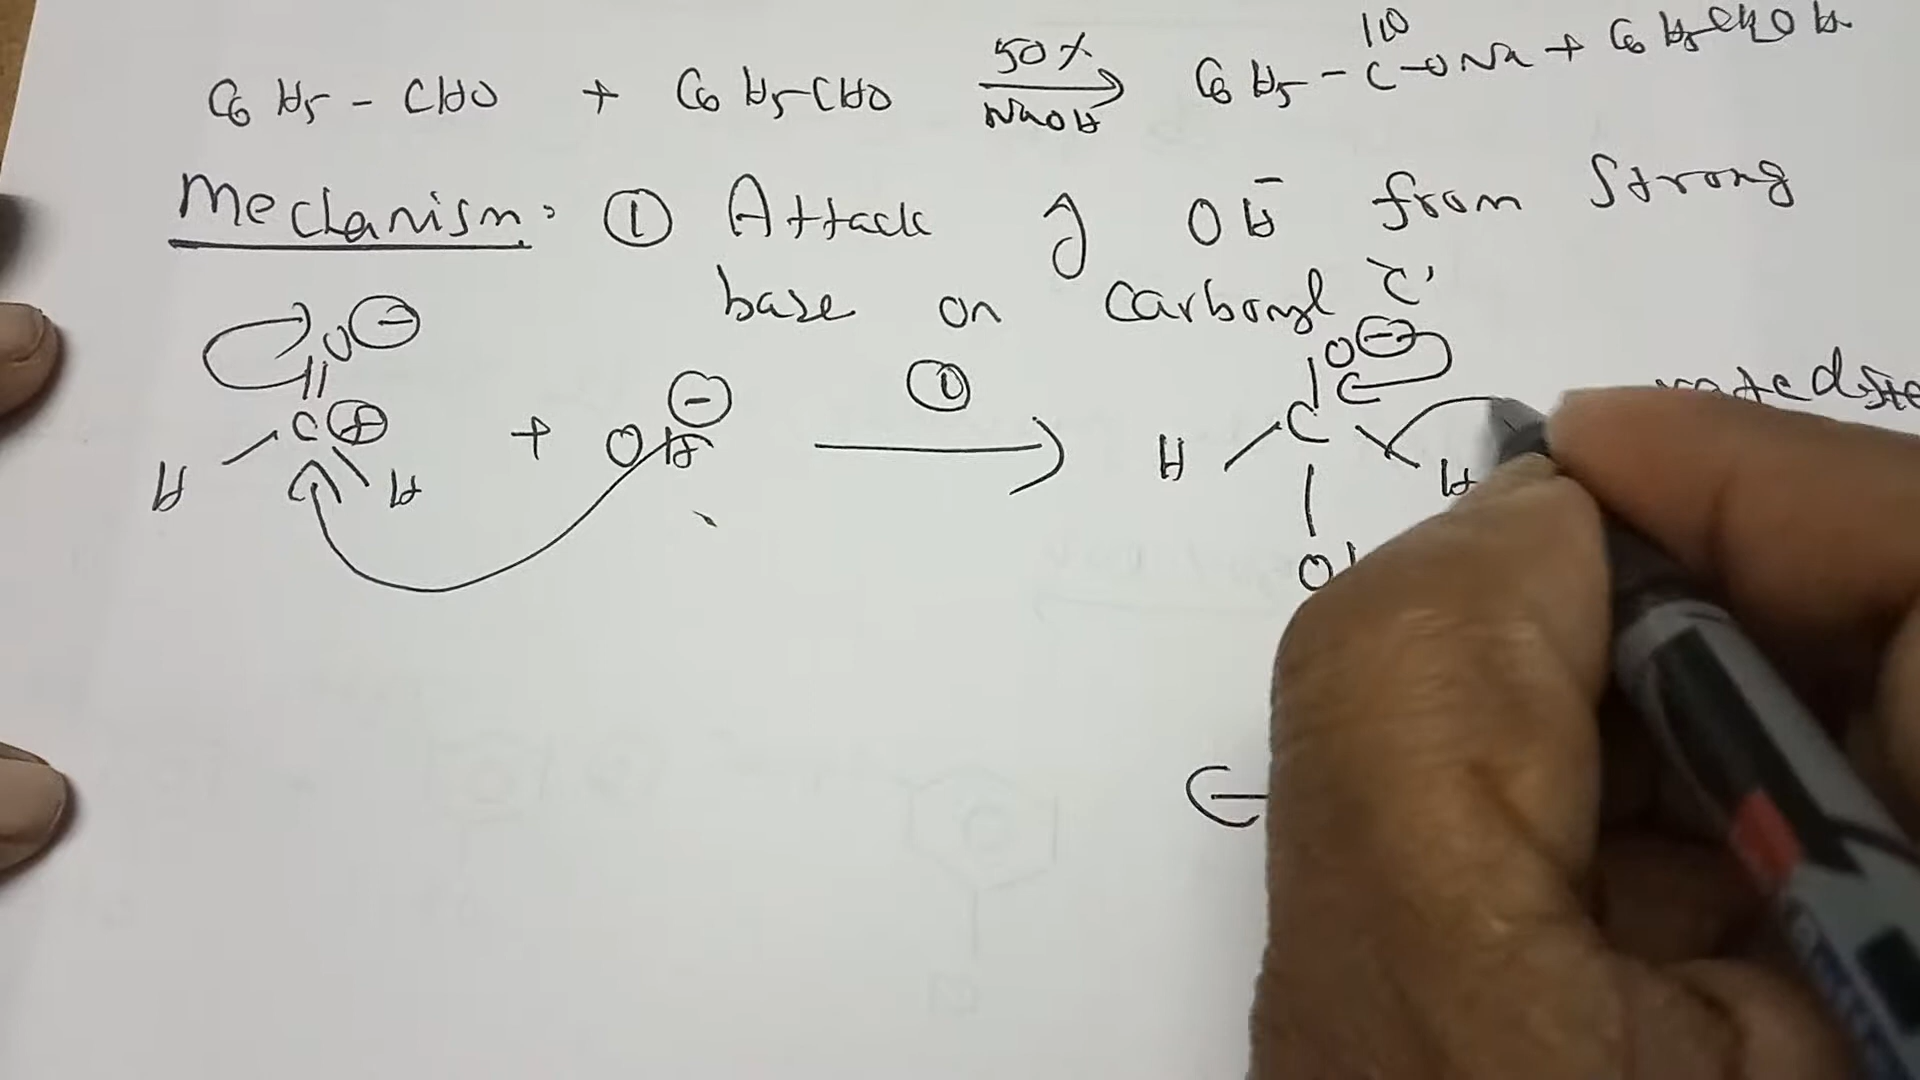 C6H5-CHO + C6H5-CHO 50% NaOH C6H5-C-ONa + C6H5CH2OH
Mechanism: ① Attack of OH⁻ from strong
base on carbonyl 'C'
O⊖ O⊖
C⊕ + OH⊖ ① C
H H H H